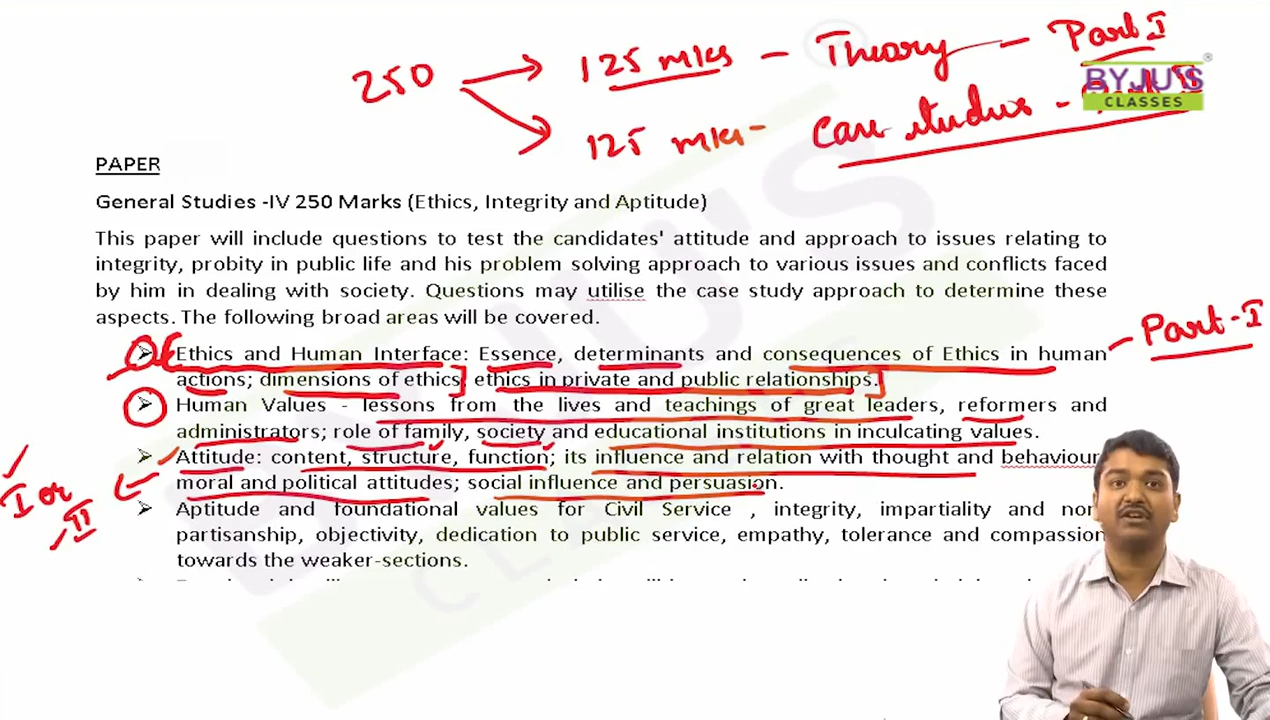 250 → 125 mks - Theory - Part I
→ 125 mks - Case studies - Part II
BYJU'S
CLASSES
PAPER
General Studies -IV 250 Marks (Ethics, Integrity and Aptitude)
This paper will include questions to test the candidates' attitude and approach to issues relating to
integrity, probity in public life and his problem solving approach to various issues and conflicts faced
by him in dealing with society. Questions may utilise the case study approach to determine these
aspects. The following broad areas will be covered.
➢ Ethics and Human Interface: Essence, determinants and consequences of Ethics in human
actions; dimensions of ethics; ethics in private and public relationships.
- Part-I
➢ Human Values - lessons from the lives and teachings of great leaders, reformers and
administrators; role of family, society and educational institutions in inculcating values.
➢ Attitude: content, structure, function; its influence and relation with thought and behaviour
moral and political attitudes; social influence and persuasion.
I or
II
➢ Aptitude and foundational values for Civil Service , integrity, impartiality and non
partisanship, objectivity, dedication to public service, empathy, tolerance and compassion
towards the weaker-sections.